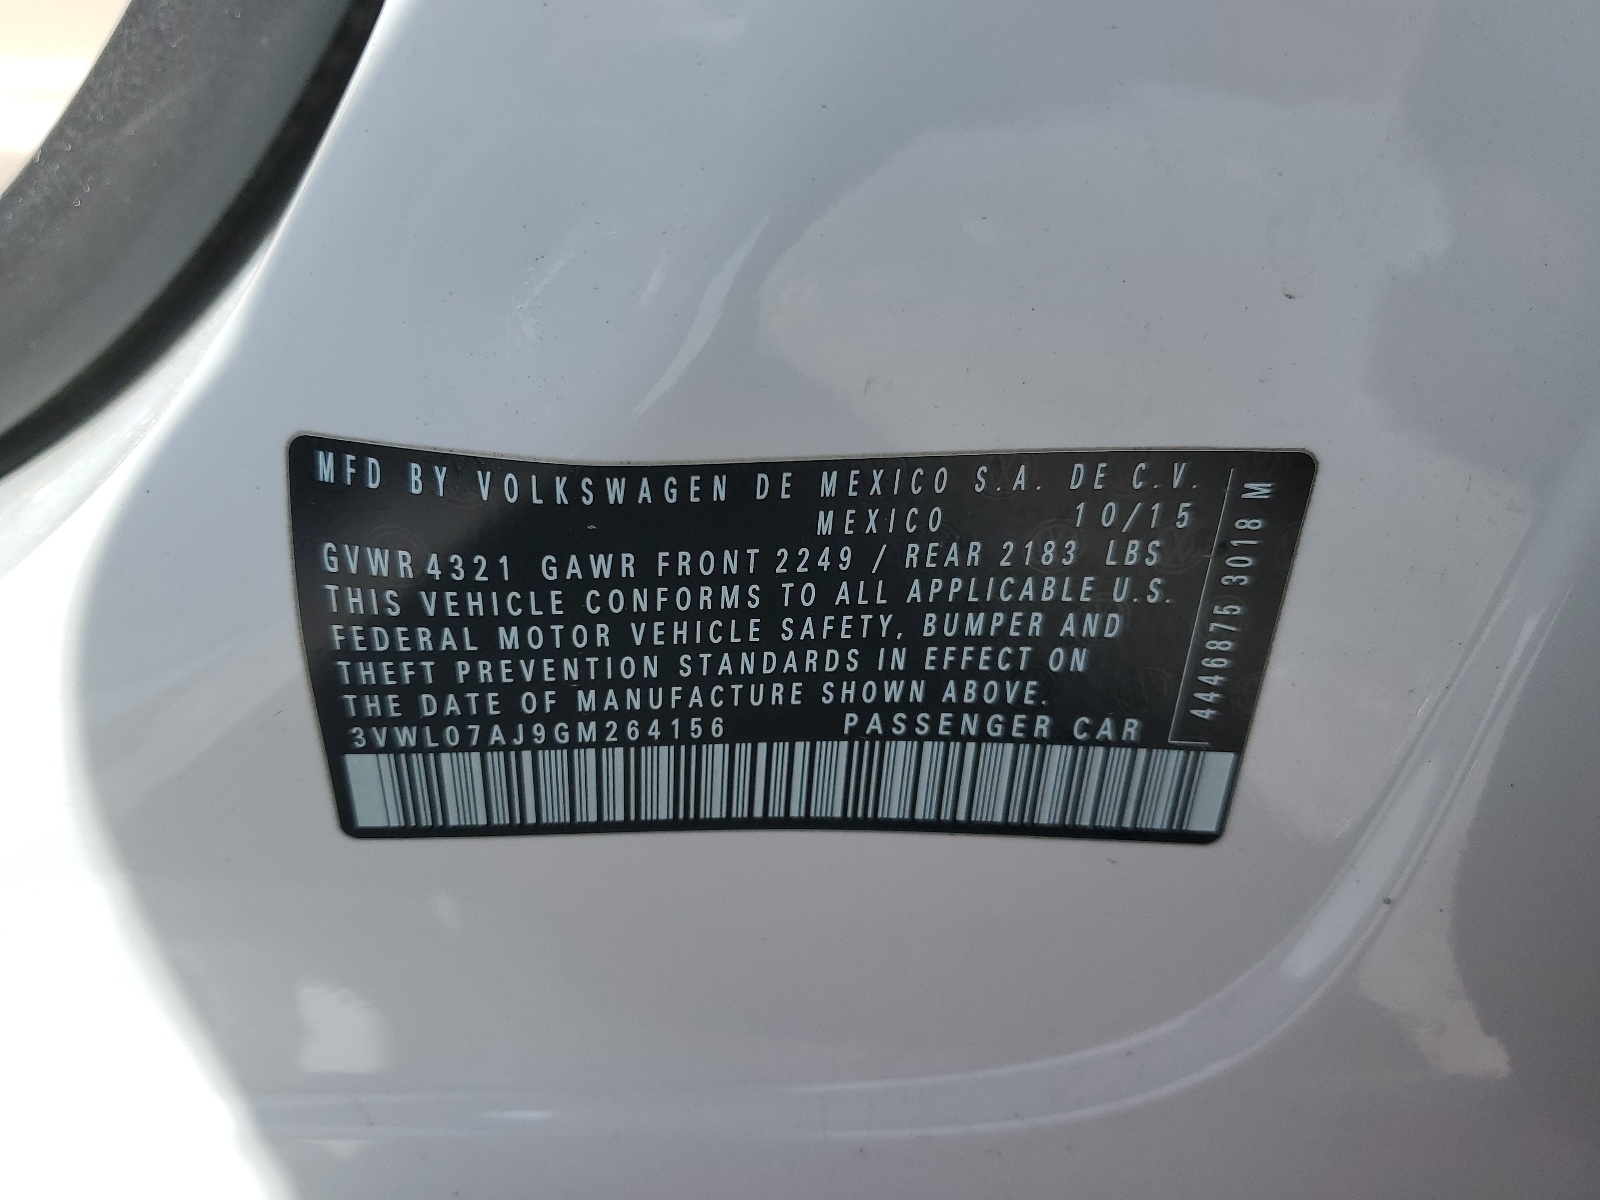 MFD BY VOLKSWAGEN DE MEXICO S.A. DE C.V.
MEXICO 10/15
GVWR 4321 GAWR FRONT 2249 / REAR 2183 LBS
THIS VEHICLE CONFORMS TO ALL APPLICABLE U.S.
FEDERAL MOTOR VEHICLE SAFETY, BUMPER AND
THEFT PREVENTION STANDARDS IN EFFECT ON
THE DATE OF MANUFACTURE SHOWN ABOVE.
3VWL07AJ9GM264156 PASSENGER CAR
4446875 3018 M